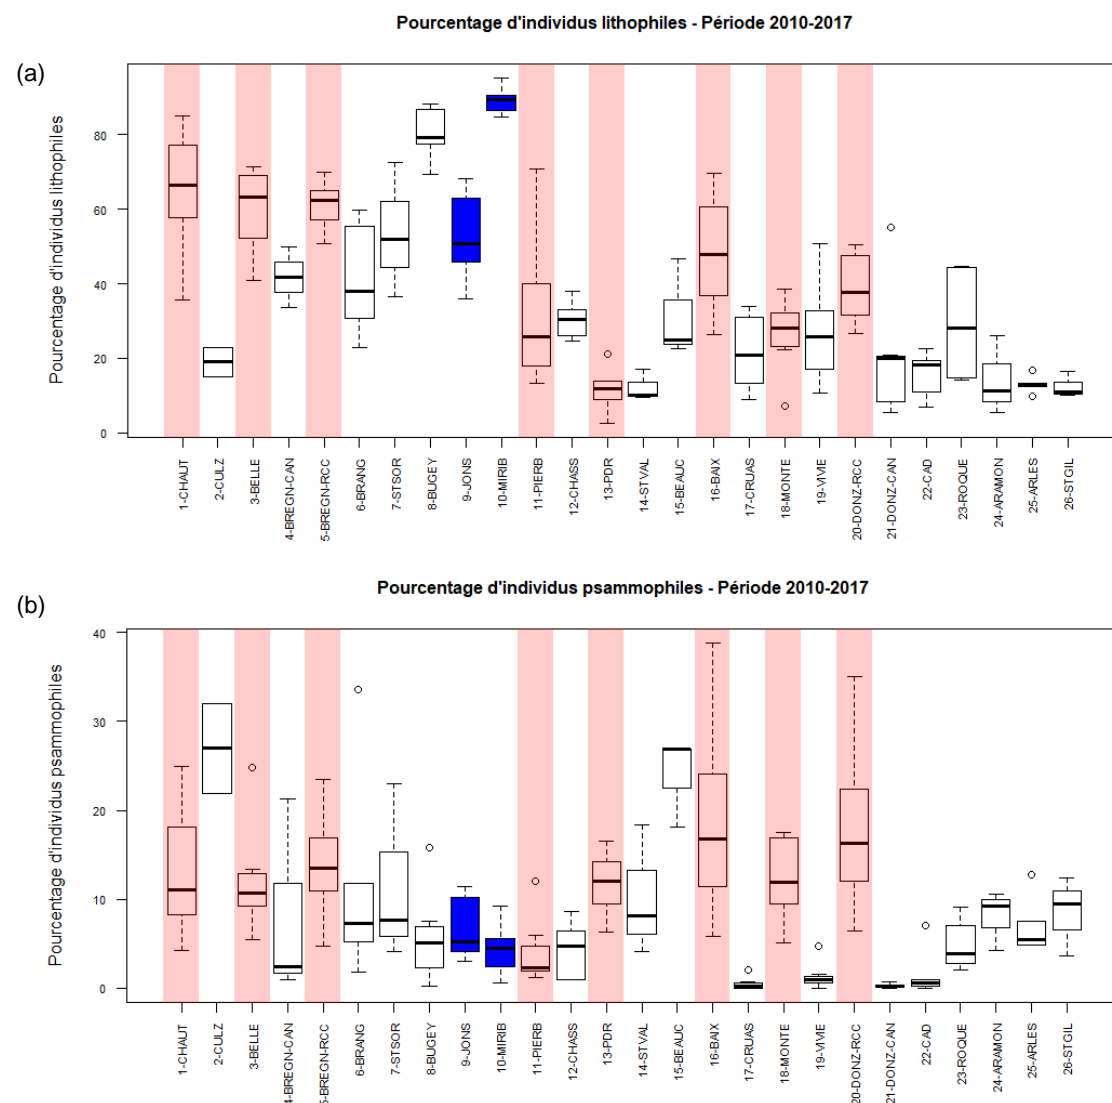 Pourcentage d'individus lithophiles - Période 2010-2017
(a)
Pourcentage d'individus lithophiles
80
60
40
20
0
1-CHAUT
2-CULZ
3-BELLE
4-BREGN-CAN
5-BREGN-RCC
6-BRANG
7-STSOR
8-BUGEY
9-JONS
10-MIRIB
11-PIERB
12-CHASS
13-PDR
14-STVAL
15-BEAUC
16-BAIX
17-CRUAS
18-MONTE
19-VIVIE
20-DONZ-RCC
21-DONZ-CAN
22-CAD
23-ROQUE
24-ARAMON
25-ARLES
26-STGIL
Pourcentage d'individus psammophiles - Période 2010-2017
(b)
Pourcentage d'individus psammophiles
40
30
20
10
0
1-CHAUT
2-CULZ
3-BELLE
4-BREGN-CAN
5-BREGN-RCC
6-BRANG
7-STSOR
8-BUGEY
9-JONS
10-MIRIB
11-PIERB
12-CHASS
13-PDR
14-STVAL
15-BEAUC
16-BAIX
17-CRUAS
18-MONTE
19-VIVIE
20-DONZ-RCC
21-DONZ-CAN
22-CAD
23-ROQUE
24-ARAMON
25-ARLES
26-STGIL